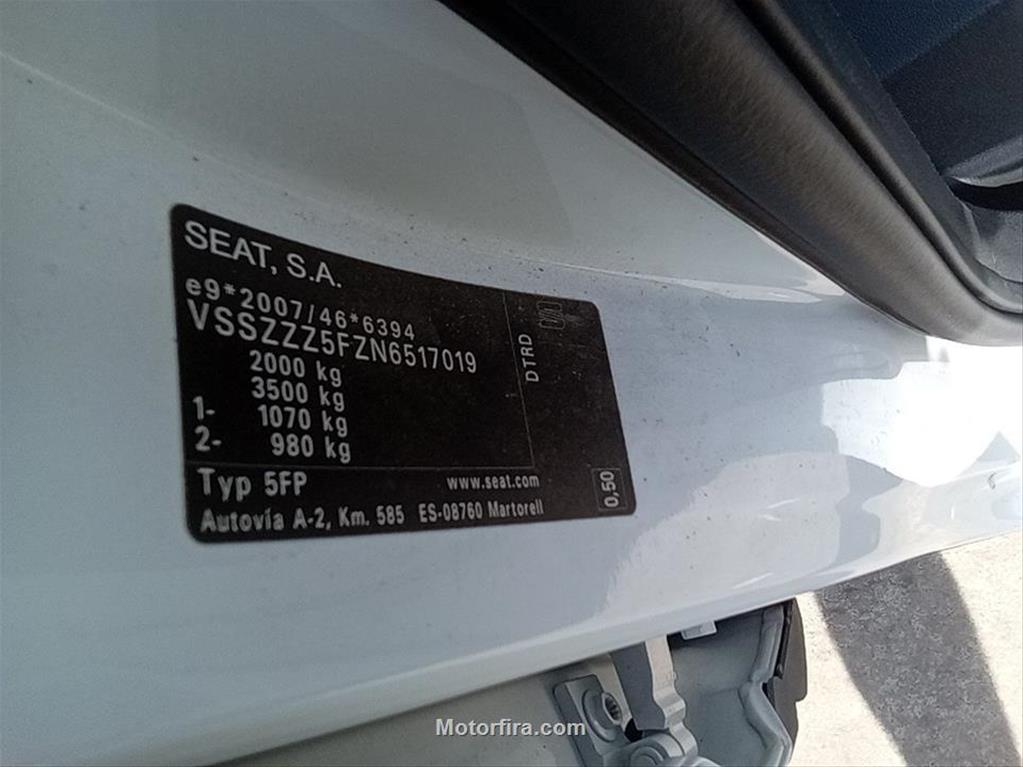 SEAT, S.A.
e9*2007/46*6394
VSSZZZ5FZN6517019
2000 kg
3500 kg
1- 1070 kg
2- 980 kg
DTRD
Typ 5FP www.seat.com
0,50
Autovia A-2, Km. 585 ES-08760 Martorell
Motorfira.com